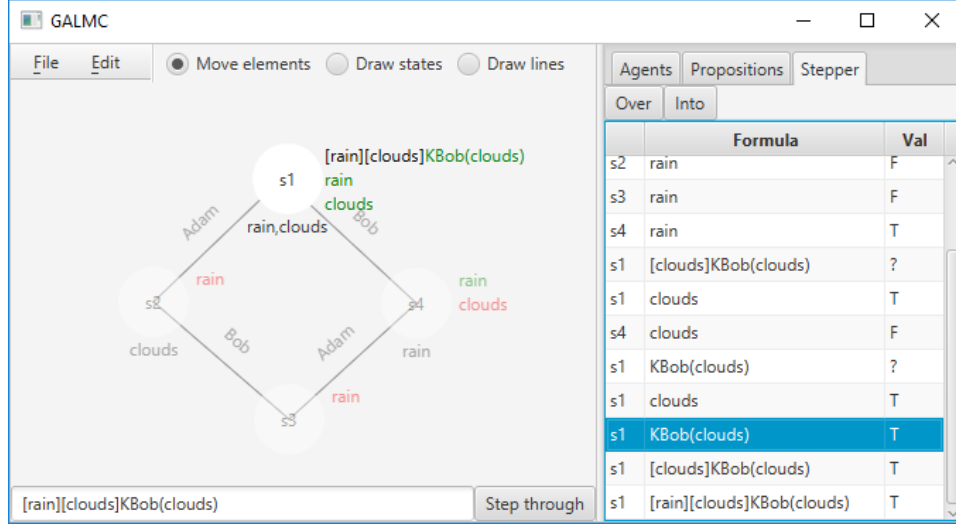 GALMC
File Edit Move elements Draw states Draw lines
[rain][clouds]KBob(clouds)
s1 rain
clouds
rain,clouds
Adam Bob
rain
s2
clouds
rain
s4 clouds
rain
Bob Adam
rain
s3
[rain][clouds]KBob(clouds) Step through
Agents Propositions Stepper
Over Into
Formula Val
s2 rain F
s3 rain F
s4 rain T
s1 [clouds]KBob(clouds) ?
s1 clouds T
s4 clouds F
s1 KBob(clouds) ?
s1 clouds T
s1 KBob(clouds) T
s1 [clouds]KBob(clouds) T
s1 [rain][clouds]KBob(clouds) T